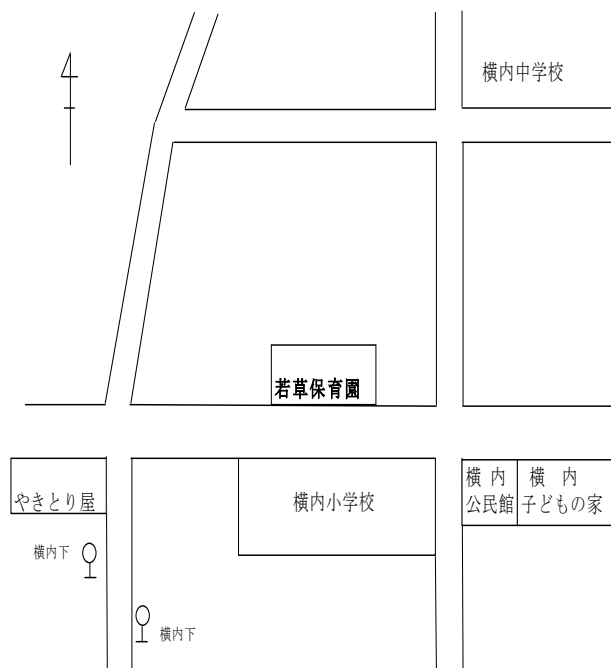 横内中学校
若草保育園
やきとり屋
横内小学校
横内
公民館
横内
子どもの家
横内下
横内下